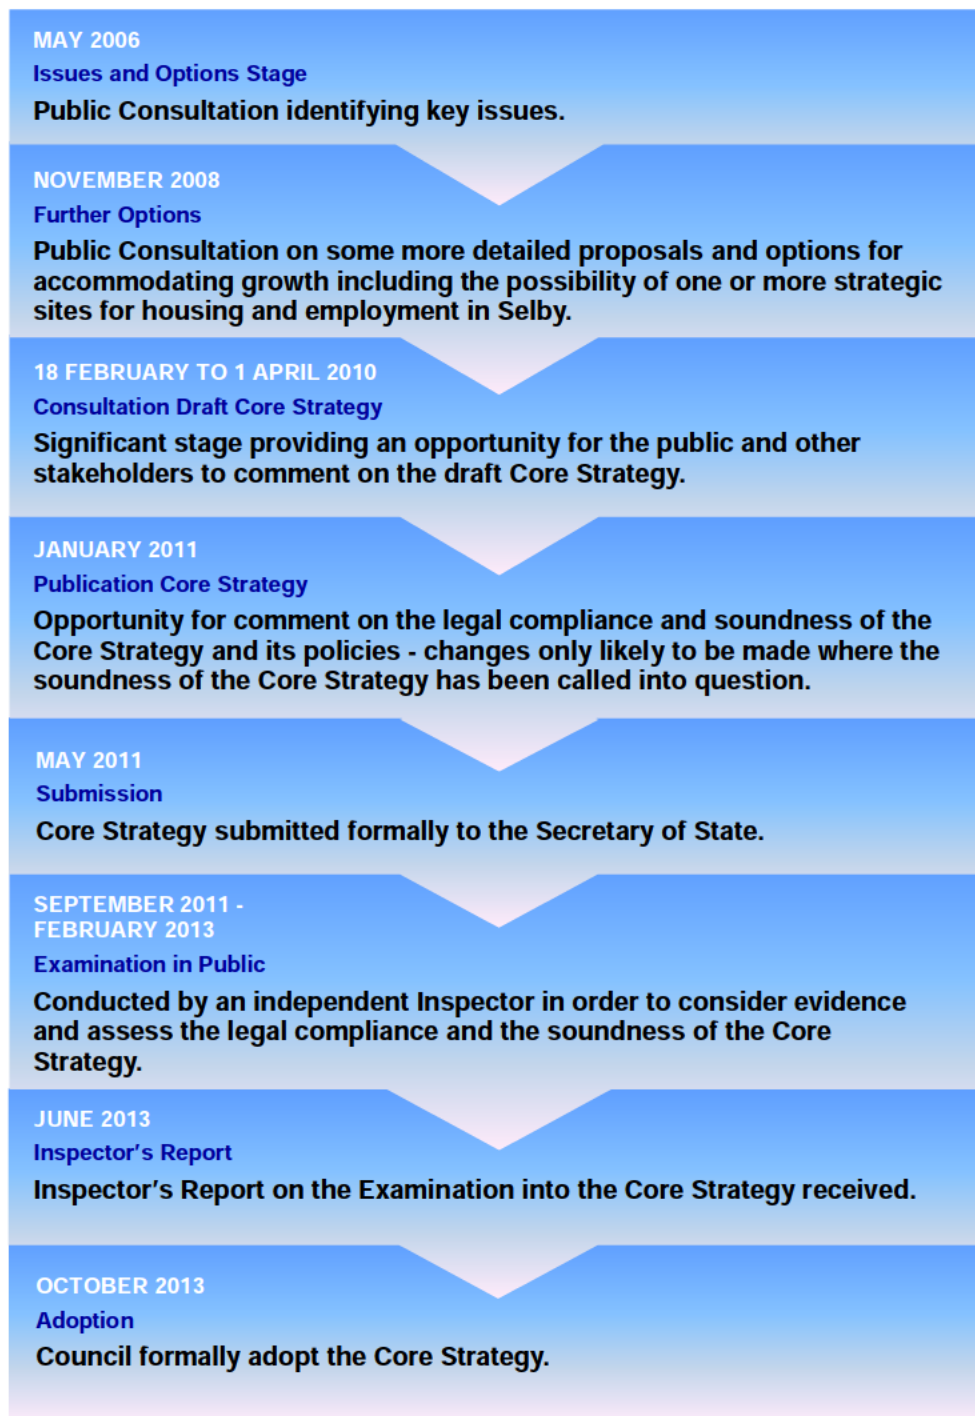 MAY 2006
Issues and Options Stage
Public Consultation identifying key issues.
NOVEMBER 2008
Further Options
Public Consultation on some more detailed proposals and options for
accommodating growth including the possibility of one or more strategic
sites for housing and employment in Selby.
18 FEBRUARY TO 1 APRIL 2010
Consultation Draft Core Strategy
Significant stage providing an opportunity for the public and other
stakeholders to comment on the draft Core Strategy.
JANUARY 2011
Publication Core Strategy
Opportunity for comment on the legal compliance and soundness of the
Core Strategy and its policies - changes only likely to be made where the
soundness of the Core Strategy has been called into question.
MAY 2011
Submission
Core Strategy submitted formally to the Secretary of State.
SEPTEMBER 2011 -
FEBRUARY 2013
Examination in Public
Conducted by an independent Inspector in order to consider evidence
and assess the legal compliance and the soundness of the Core
Strategy.
JUNE 2013
Inspector's Report
Inspector's Report on the Examination into the Core Strategy received.
OCTOBER 2013
Adoption
Council formally adopt the Core Strategy.